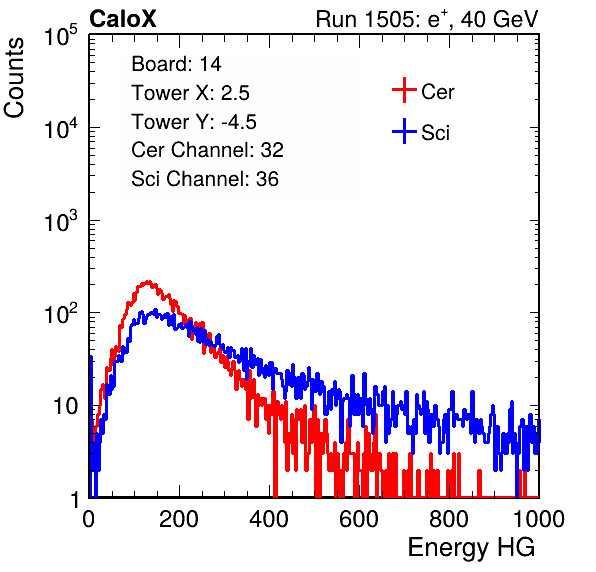 CaloX Run 1505: e⁺, 40 GeV
Counts
Board: 14
Tower X: 2.5
Tower Y: -4.5
Cer Channel: 32
Sci Channel: 36
Cer
Sci
10⁵
10⁴
10³
10²
10
1
0 200 400 600 800 1000
Energy HG